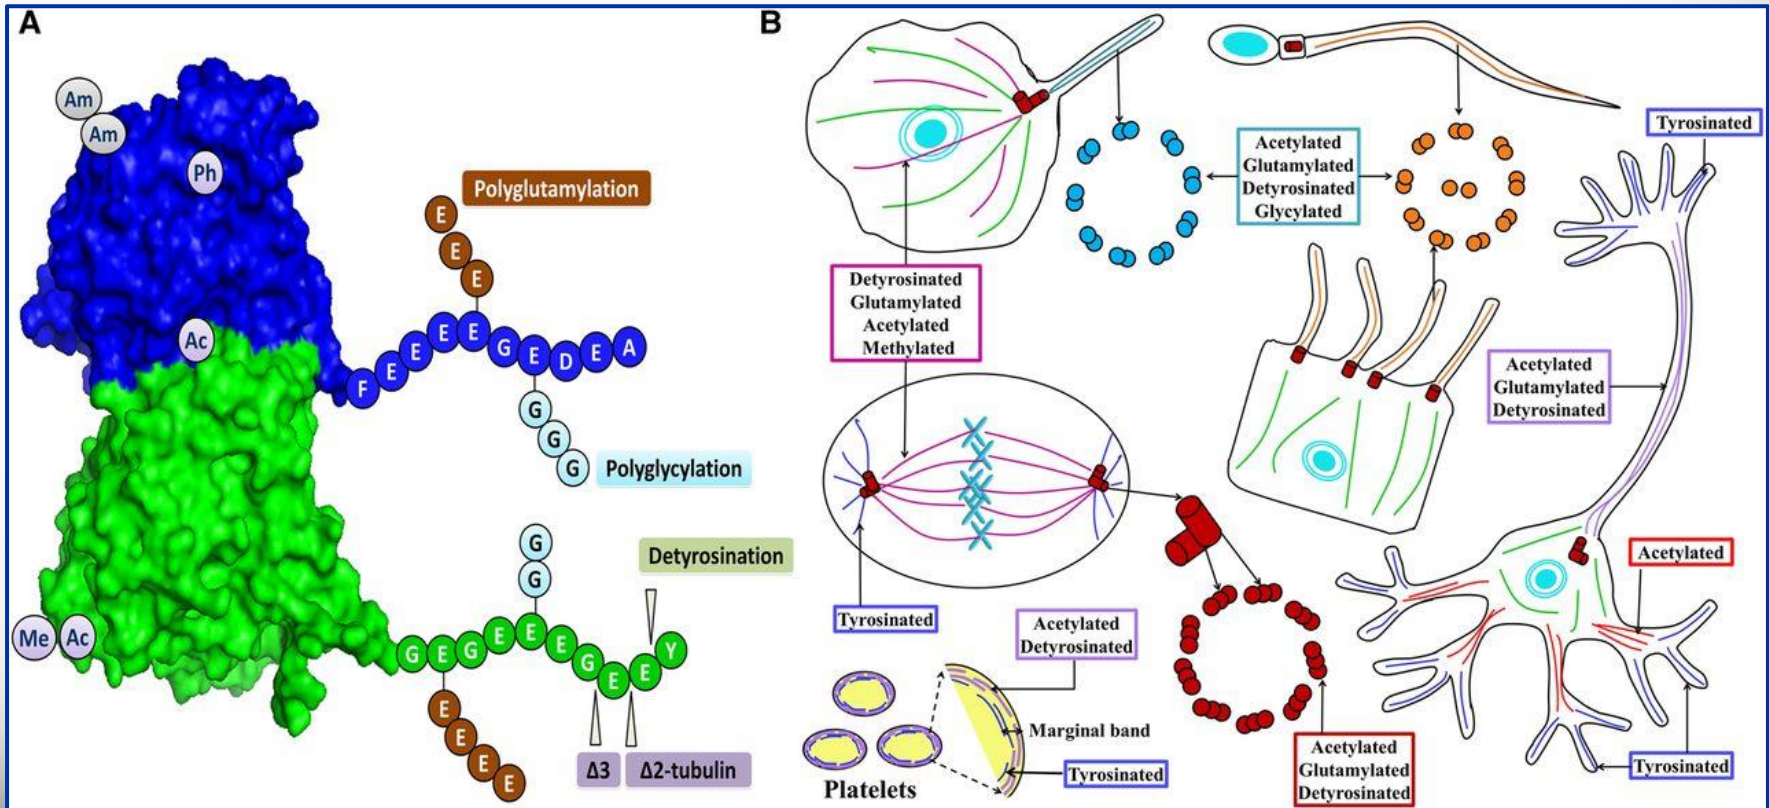 A
Am
Am
Ph
Ac
Polyglutamylation
E
E
E
F E E E E G E D E A
G
G
G
Polyglycylation
G
G
Detyrosination
Me Ac
G E G E E E G E E Y
E
E
E
E
Δ3
Δ2-tubulin
B
Acetylated
Glutamylated
Detyrosinated
Glycylated
Tyrosinated
Detyrosinated
Glutamylated
Acetylated
Methylated
Acetylated
Glutamylated
Detyrosinated
Tyrosinated
Acetylated
Acetylated
Detyrosinated
Marginal band
Tyrosinated
Platelets
Acetylated
Glutamylated
Detyrosinated
Tyrosinated